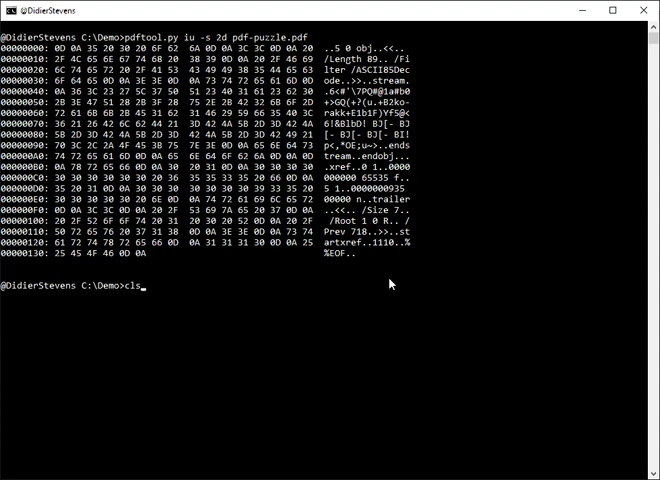 @DidierStevens
@DidierStevens C:\Demo>pdftool.py iu -s 2d pdf-puzzle.pdf
00000000: 0D 0A 35 20 30 20 6F 62  6A 0D 0A 3C 3C 0D 0A 20  ..5 0 obj..<<..
00000010: 2F 4C 65 6E 67 74 68 20  38 39 0D 0A 20 2F 46 69  /Length 89.. /Fi
00000020: 6C 74 65 72 20 2F 41 53  43 49 49 38 35 44 65 63  lter /ASCII85Dec
00000030: 6F 64 65 0D 0A 3E 3E 0D  0A 73 74 72 65 61 6D 0D  ode..>>..stream.
00000040: 0A 36 3C 23 27 5C 37 50  51 23 40 31 61 23 62 30  .6<#'\7PQ#@1a#b0
00000050: 2B 3E 47 51 28 2B 3F 28  75 2E 2B 42 32 6B 6F 2D  +>GQ(+?(u.+B2ko-
00000060: 72 61 6B 6B 2B 45 31 62  31 46 29 59 66 35 40 3C  rakk+E1b1F)Yf5@<
00000070: 36 21 26 42 6C 62 44 21  3D 42 4A 5B 2D 3D 42 4A  6!&BlbD!=BJ[-=BJ
00000080: 5B 2D 3D 42 4A 5B 2D 3D  42 4A 5B 2D 3D 42 49 21  [-=BJ[-=BJ[-=BI!
00000090: 70 3C 2C 2A 4F 45 3B 75  7E 3E 0D 0A 65 6E 64 73  p<,*OE;u~>..ends
000000A0: 74 72 65 61 6D 0D 0A 65  6E 64 6F 62 6A 0D 0A 0D  tream..endobj...
000000B0: 0A 78 72 65 66 0D 0A 30  20 31 0D 0A 30 30 30 30  .xref..0 1..0000
000000C0: 30 30 30 30 30 30 20 36  35 35 33 35 20 66 0D 0A  000000 65535 f..
000000D0: 35 20 31 0D 0A 30 30 30  30 30 30 30 39 33 35 20  5 1..0000000935
000000E0: 30 30 30 30 30 20 6E 0D  0A 74 72 61 69 6C 65 72  00000 n..trailer
000000F0: 0D 0A 3C 3C 0D 0A 20 2F  53 69 7A 65 20 37 0D 0A  ..<<.. /Size 7..
00000100: 20 2F 52 6F 6F 74 20 31  20 30 20 52 0D 0A 20 2F  /Root 1 0 R.. /
00000110: 50 72 65 76 20 37 31 38  0D 0A 3E 3E 0D 0A 73 74  Prev 718..>>..st
00000120: 61 72 74 78 72 65 66 0D  0A 31 31 31 30 0D 0A 25  artxref..1110..%
00000130: 25 45 4F 46 0D 0A  %EOF..
@DidierStevens C:\Demo>cls_